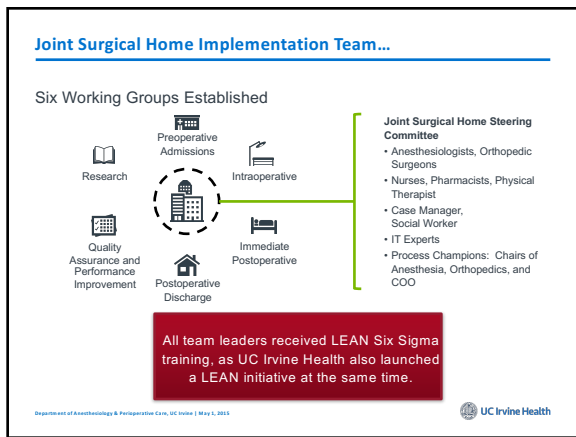 Joint Surgical Home Implementation Team…
Six Working Groups Established
Preoperative
Admissions
Research
Intraoperative
Quality
Assurance and
Performance
Improvement
Immediate
Postoperative
Postoperative
Discharge
Joint Surgical Home Steering
Committee
• Anesthesiologists, Orthopedic
Surgeons
• Nurses, Pharmacists, Physical
Therapist
• Case Manager,
Social Worker
• IT Experts
• Process Champions: Chairs of
Anesthesia, Orthopedics, and
COO
All team leaders received LEAN Six Sigma
training, as UC Irvine Health also launched
a LEAN initiative at the same time.
Department of Anesthesiology & Perioperative Care, UC Irvine | May 1, 2015
UC Irvine Health